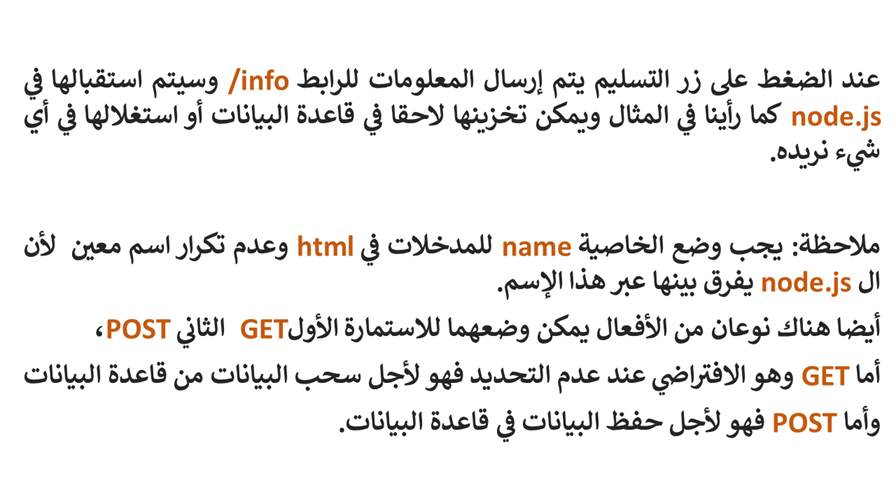 عند الضغط على زر التسليم يتم إرسال المعلومات للرابط /info وسيتم استقبالها في
node.js كما رأينا في المثال ويمكن تخزينها لاحقا في قاعدة البيانات أو استغلالها في أي
شيء نريده.
ملاحظة: يجب وضع الخاصية name للمدخلات في html وعدم تكرار اسم معين لأن
ال node.js يفرق بينها عبر هذا الإسم.
أيضا هناك نوعان من الأفعال يمكن وضعهما للاستمارة الأول GET الثاني POST،
أما GET وهو الافتراضي عند عدم التحديد فهو لأجل سحب البيانات من قاعدة البيانات
وأما POST فهو لأجل حفظ البيانات في قاعدة البيانات.